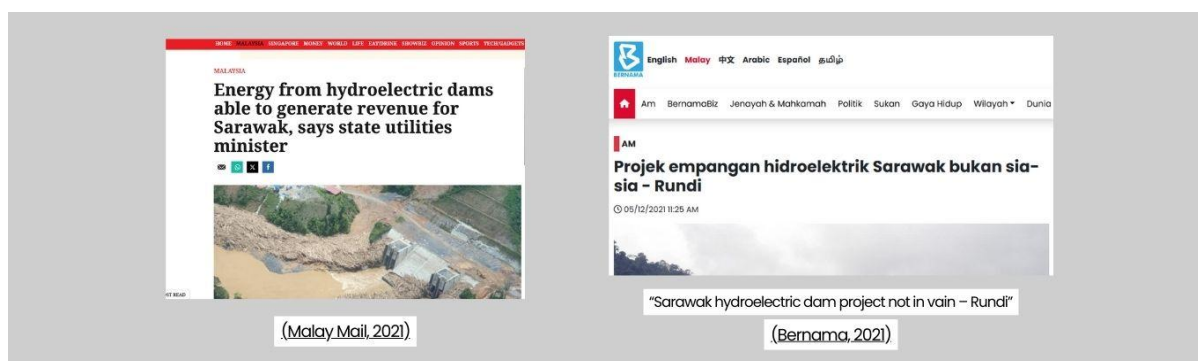 HOME MALAYSIA SINGAPORE MONEY WORLD LIFE EATDRINK SHOWBIZ OPINION SPORTS TECH/GADGETS
MALAYSIA
Energy from hydroelectric dams
able to generate revenue for
Sarawak, says state utilities
minister
ST READ
(Malay Mail, 2021)
B
BERNAMA
English Malay 中文 Arabic Español தமிழ்
Am BernamaBiz Jenayah & Mahkamah Politik Sukan Gaya Hidup Wilayah Dunia
AM
Projek empangan hidroelektrik Sarawak bukan sia-
sia - Rundi
05/12/2021 11:25 AM
“Sarawak hydroelectric dam project not in vain – Rundi”
(Bernama, 2021)